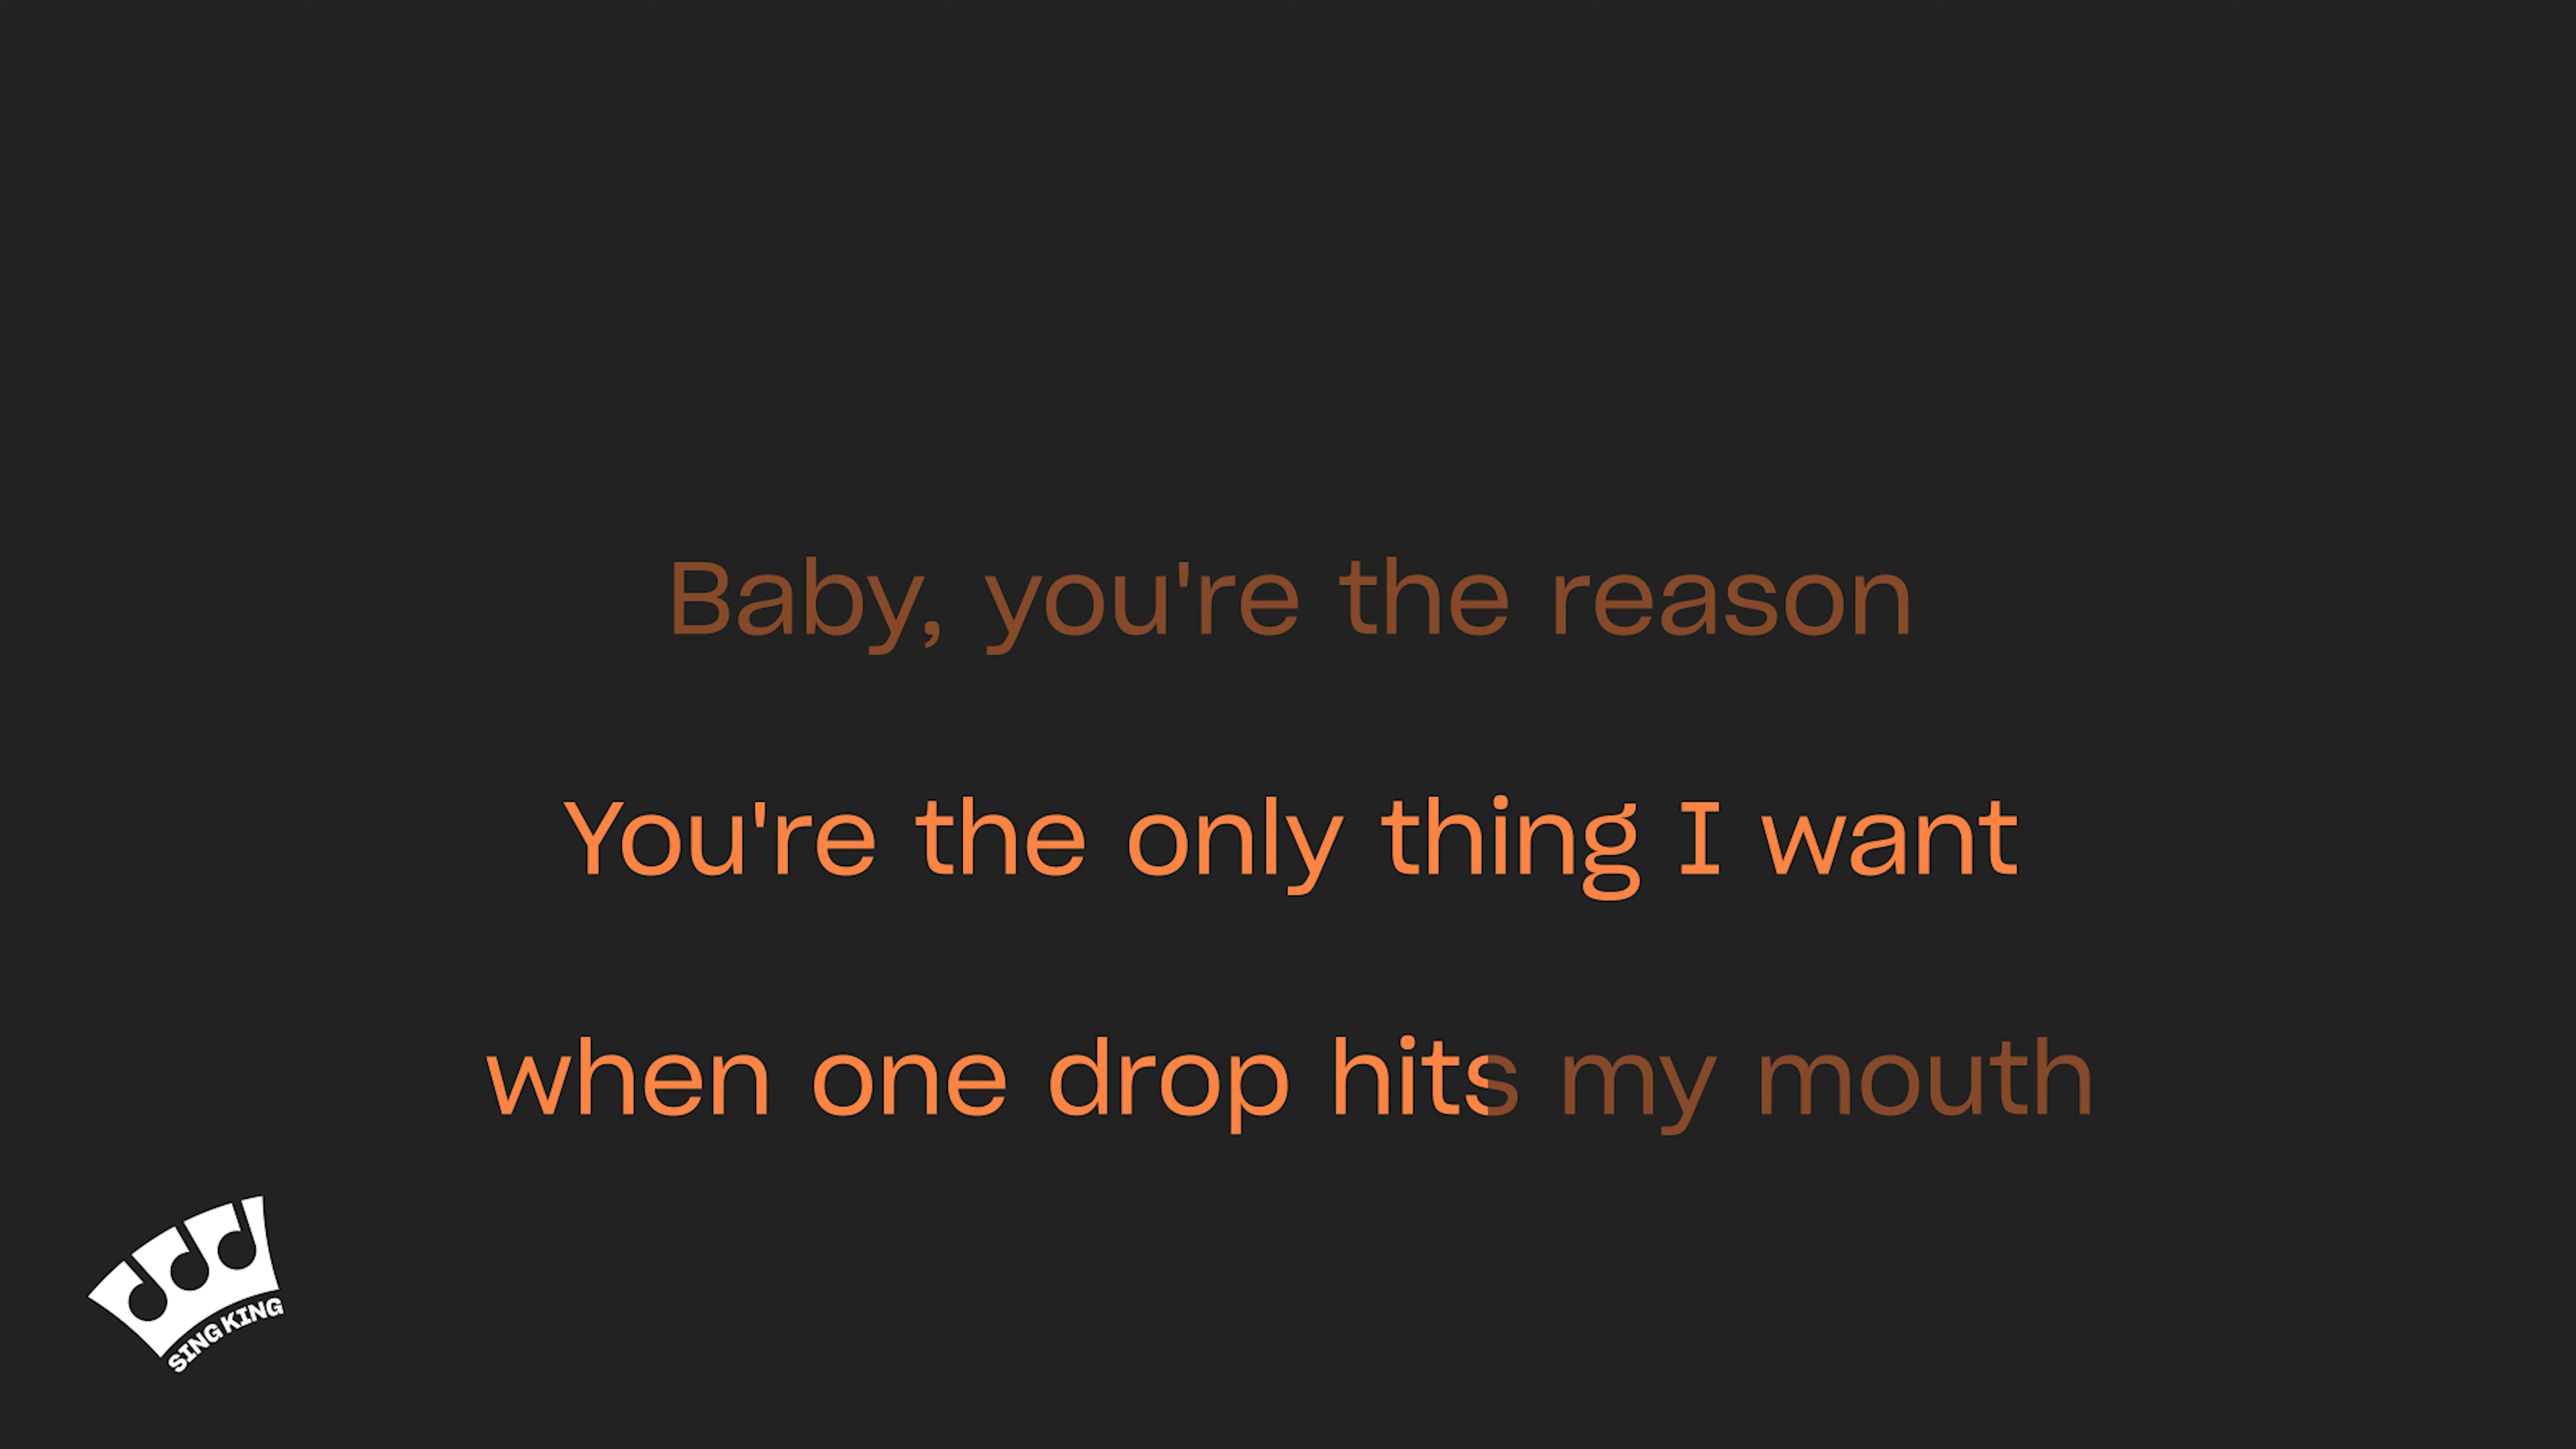 Baby, you're the reason
You're the only thing I want
when one drop hits my mouth
SING KING